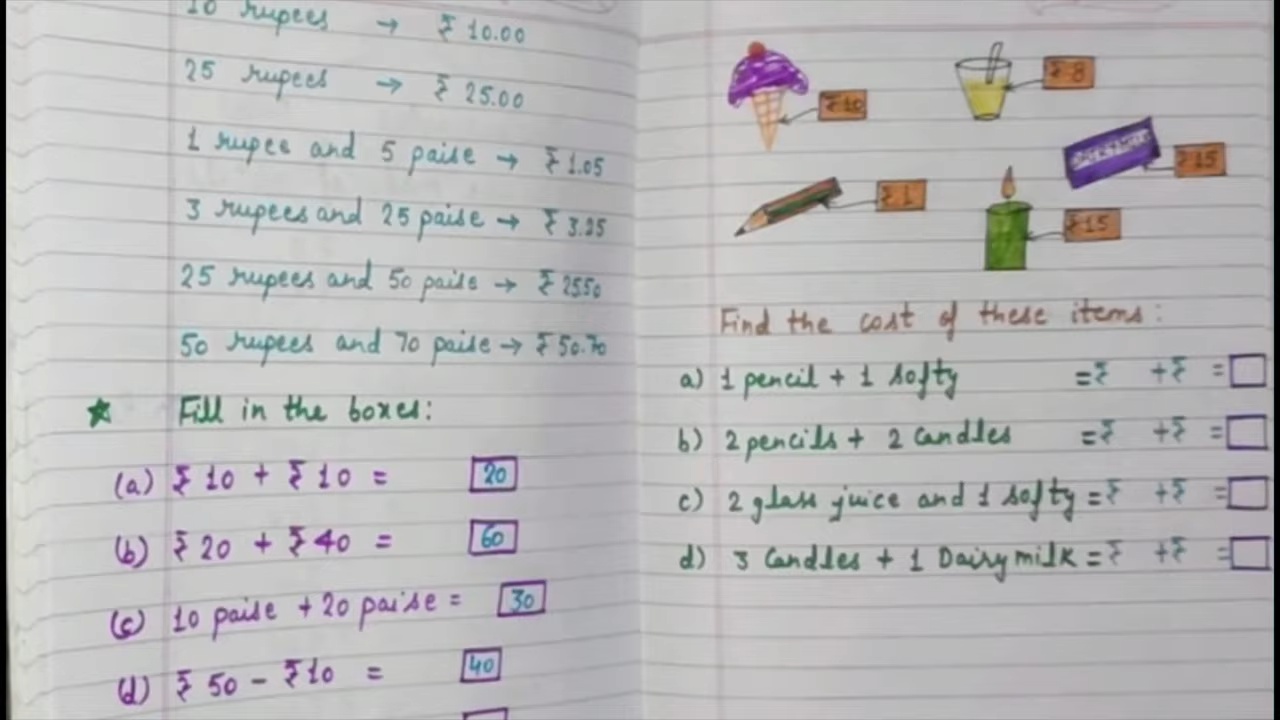 10 rupees → ₹ 10.00
25 rupees → ₹ 25.00
1 rupee and 5 paise → ₹ 1.05
3 rupees and 25 paise → ₹ 3.25
25 rupees and 50 paise → ₹ 25.50
50 rupees and 70 paise → ₹ 50.70
★ Fill in the boxes:
(a) ₹ 10 + ₹ 10 = 20
(b) ₹ 20 + ₹ 40 = 60
(c) 10 paise + 20 paise = 30
(d) ₹ 50 - ₹ 10 = 40
₹ 10
₹ 8
₹ 15
₹ 1
₹ 15
Find the cost of these items:
a) 1 pencil + 1 softy = ₹ + ₹ =
b) 2 pencils + 2 candles = ₹ + ₹ =
c) 2 glass juice and 1 softy = ₹ + ₹ =
d) 3 Candles + 1 Dairymilk = ₹ + ₹ =